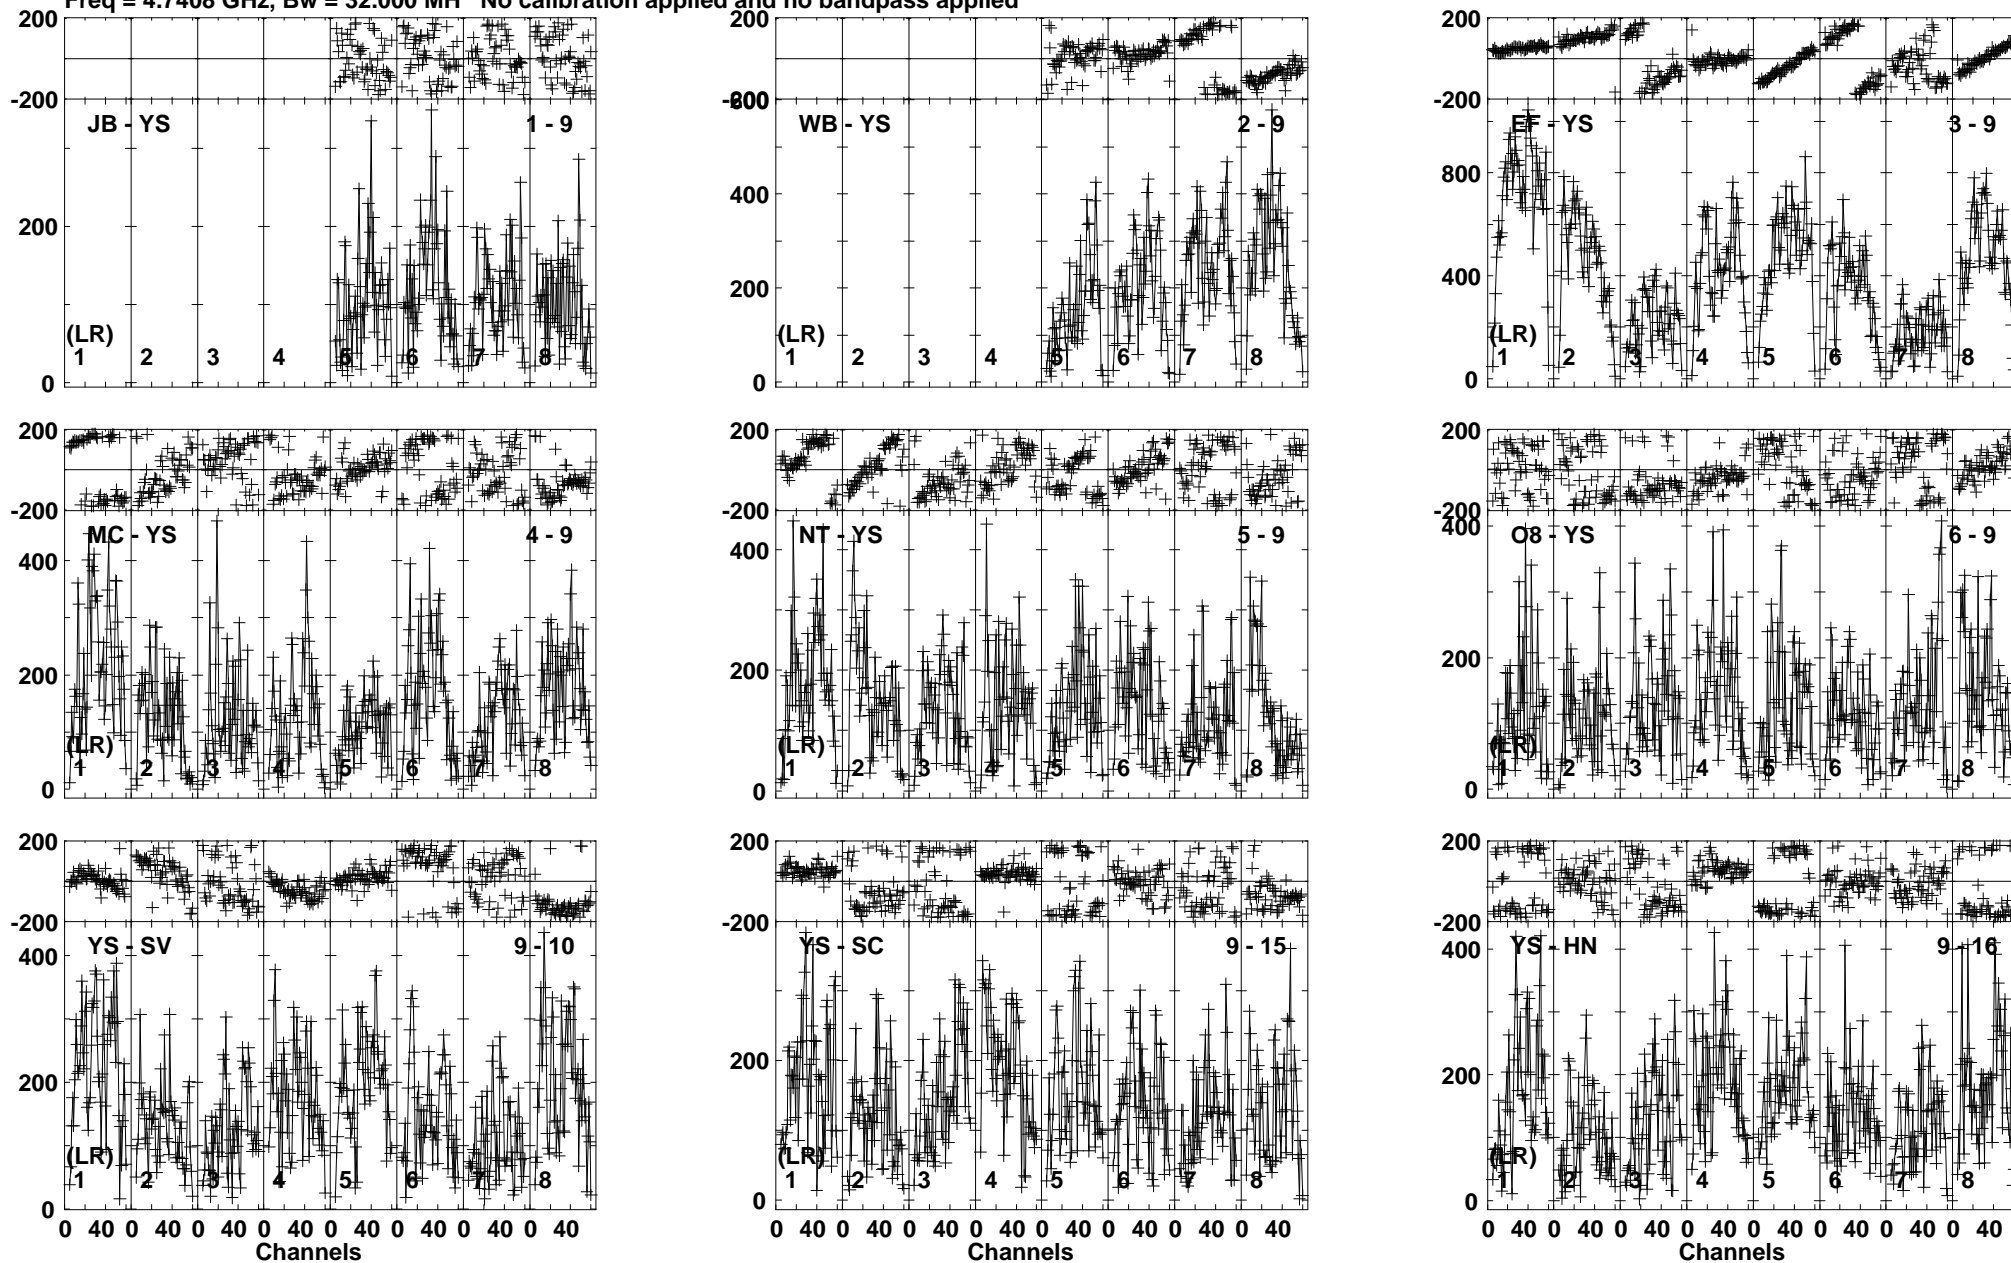 Freq = 4.7408 GHz, Bw = 32.000 MH No calibration applied and no bandpass applied
200 200 200
-200 -200
600 -200
JB - YS 1 - 9 WB - YS 2 - 9 EF - YS 3 - 9
800
200 400 400
200
(LR) (LR) (LR)
1 2 3 4 5 6 7 8 1 2 3 4 5 6 7 8 1 2 3 4 5 6 7 8
0 0 0
200 200 200
-200 -200 -200
MC - YS 4 - 9 NT - YS 5 - 9 O8 - YS 6 - 9
400 400 400
200 200 200
(LR) (LR) (LR)
1 2 3 4 5 6 7 8 1 2 3 4 5 6 7 8 1 2 3 4 5 6 7 8
0 0 0
200 200 200
-200 -200 -200
YS - SV 9 - 10 YS - SC 9 - 15 YS - HN 9 - 16
400 400
200 200 200
(LR) (LR) (LR)
1 2 3 4 5 6 7 8 1 2 3 4 5 6 7 8 1 2 3 4 5 6 7 8
0 0 0
0 40 0 40 0 40 0 40 0 40 0 40 0 40 0 40 0 40 0 40 0 40 0 40 0 40 0 40 0 40 0 40 0 40 0 40 0 40 0 40 0 40 0 40 0 40 0 40
Channels Channels